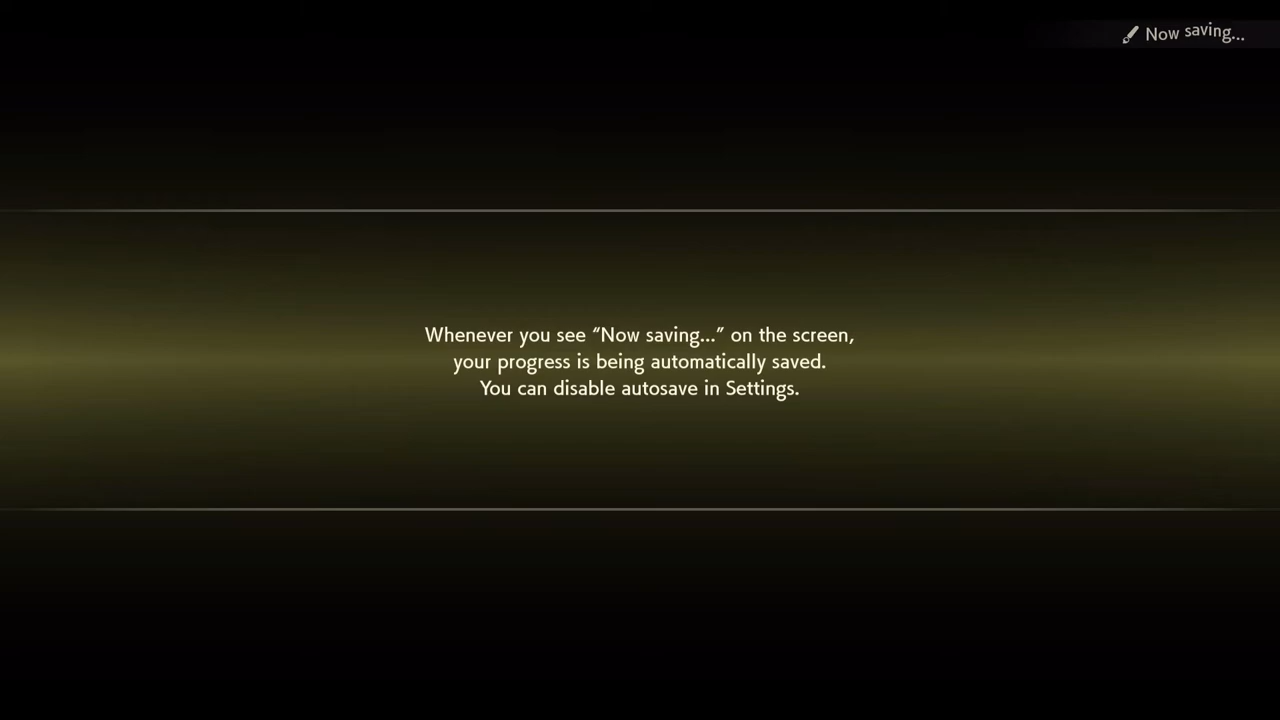 Now saving...
Whenever you see “Now saving...” on the screen,
your progress is being automatically saved.
You can disable autosave in Settings.